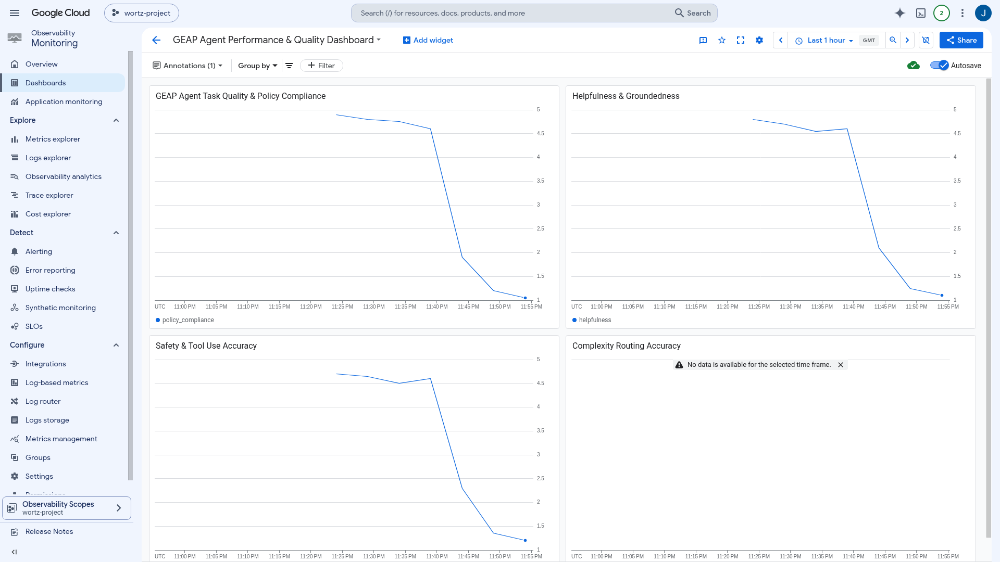 Google Cloud
wortz-project
Search (/) for resources, docs, products, and more
Search
2
J
Observability
Monitoring
Overview
Dashboards
Application monitoring
Explore
Metrics explorer
Logs explorer
Observability analytics
Trace explorer
Cost explorer
Detect
Alerting
Error reporting
Uptime checks
Synthetic monitoring
SLOs
Configure
Integrations
Log-based metrics
Log router
Logs storage
Metrics management
Groups
Settings
Permissions
Observability Scopes
wortz-project
Release Notes
GEAP Agent Performance & Quality Dashboard
Add widget
Last 1 hour
GMT
Share
Annotations (1)
Group by
Filter
Autosave
GEAP Agent Task Quality & Policy Compliance
5
4.5
4
3.5
3
2.5
2
1.5
1
UTC 11:00 PM 11:05 PM 11:10 PM 11:15 PM 11:20 PM 11:25 PM 11:30 PM 11:35 PM 11:40 PM 11:45 PM 11:50 PM 11:55 PM
policy_compliance
Helpfulness & Groundedness
5
4.5
4
3.5
3
2.5
2
1.5
1
UTC 11:00 PM 11:05 PM 11:10 PM 11:15 PM 11:20 PM 11:25 PM 11:30 PM 11:35 PM 11:40 PM 11:45 PM 11:50 PM 11:55 PM
helpfulness
Safety & Tool Use Accuracy
5
4.5
4
3.5
3
2.5
2
1.5
1
UTC 11:00 PM 11:05 PM 11:10 PM 11:15 PM 11:20 PM 11:25 PM 11:30 PM 11:35 PM 11:40 PM 11:45 PM 11:50 PM 11:55 PM
Complexity Routing Accuracy
No data is available for the selected time frame.
UTC 11:00 PM 11:05 PM 11:10 PM 11:15 PM 11:20 PM 11:25 PM 11:30 PM 11:35 PM 11:40 PM 11:45 PM 11:50 PM 11:55 PM